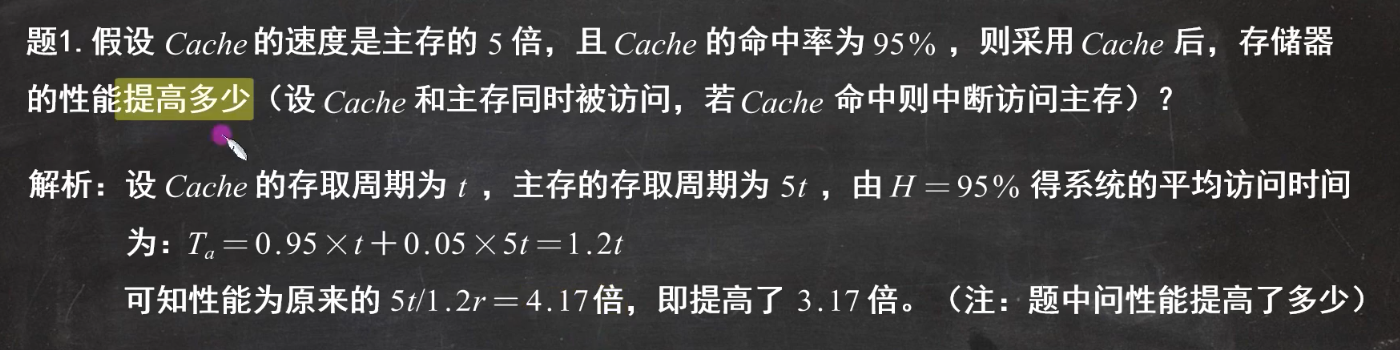 题1. 假设 Cache 的速度是主存的 5 倍，且 Cache 的命中率为 95%，则采用 Cache 后，存储器
的性能提高多少（设 Cache 和主存同时被访问，若 Cache 命中则中断访问主存）？
解析：设 Cache 的存取周期为 t ，主存的存取周期为 5t ，由 H = 95% 得系统的平均访问时间
为：Tₐ = 0.95 × t + 0.05 × 5t = 1.2t
可知性能为原来的 5t/1.2r = 4.17倍，即提高了 3.17 倍。（注：题中问性能提高了多少）